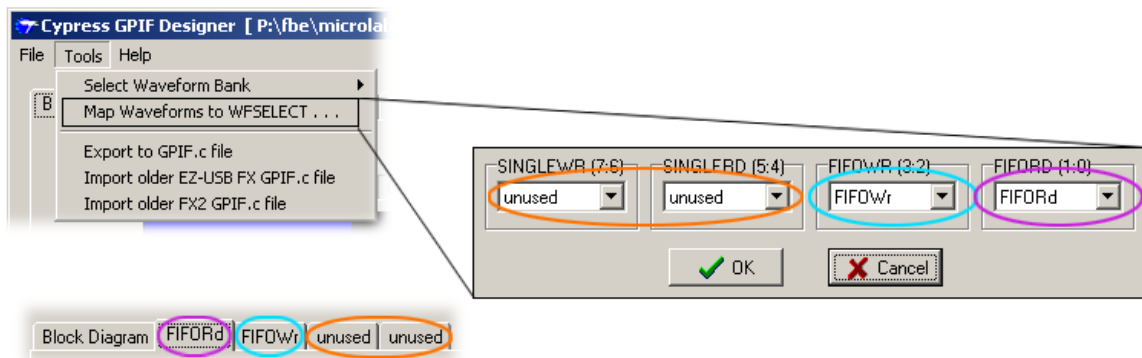 Cypress GPIF Designer [ P:\fbe\microla
File Tools Help
Select Waveform Bank
B
Map Waveforms to WFSELECT . . .
Export to GPIF.c file
Import older EZ-USB FX GPIF.c file
Import older FX2 GPIF.c file
SINGLEWR (7:6) SINGLERD (5:4) FIFOWR (3:2) FIFORD (1:0)
unused unused FIFOWr FIFORd
OK Cancel
Block Diagram FIFORd FIFOWr unused unused